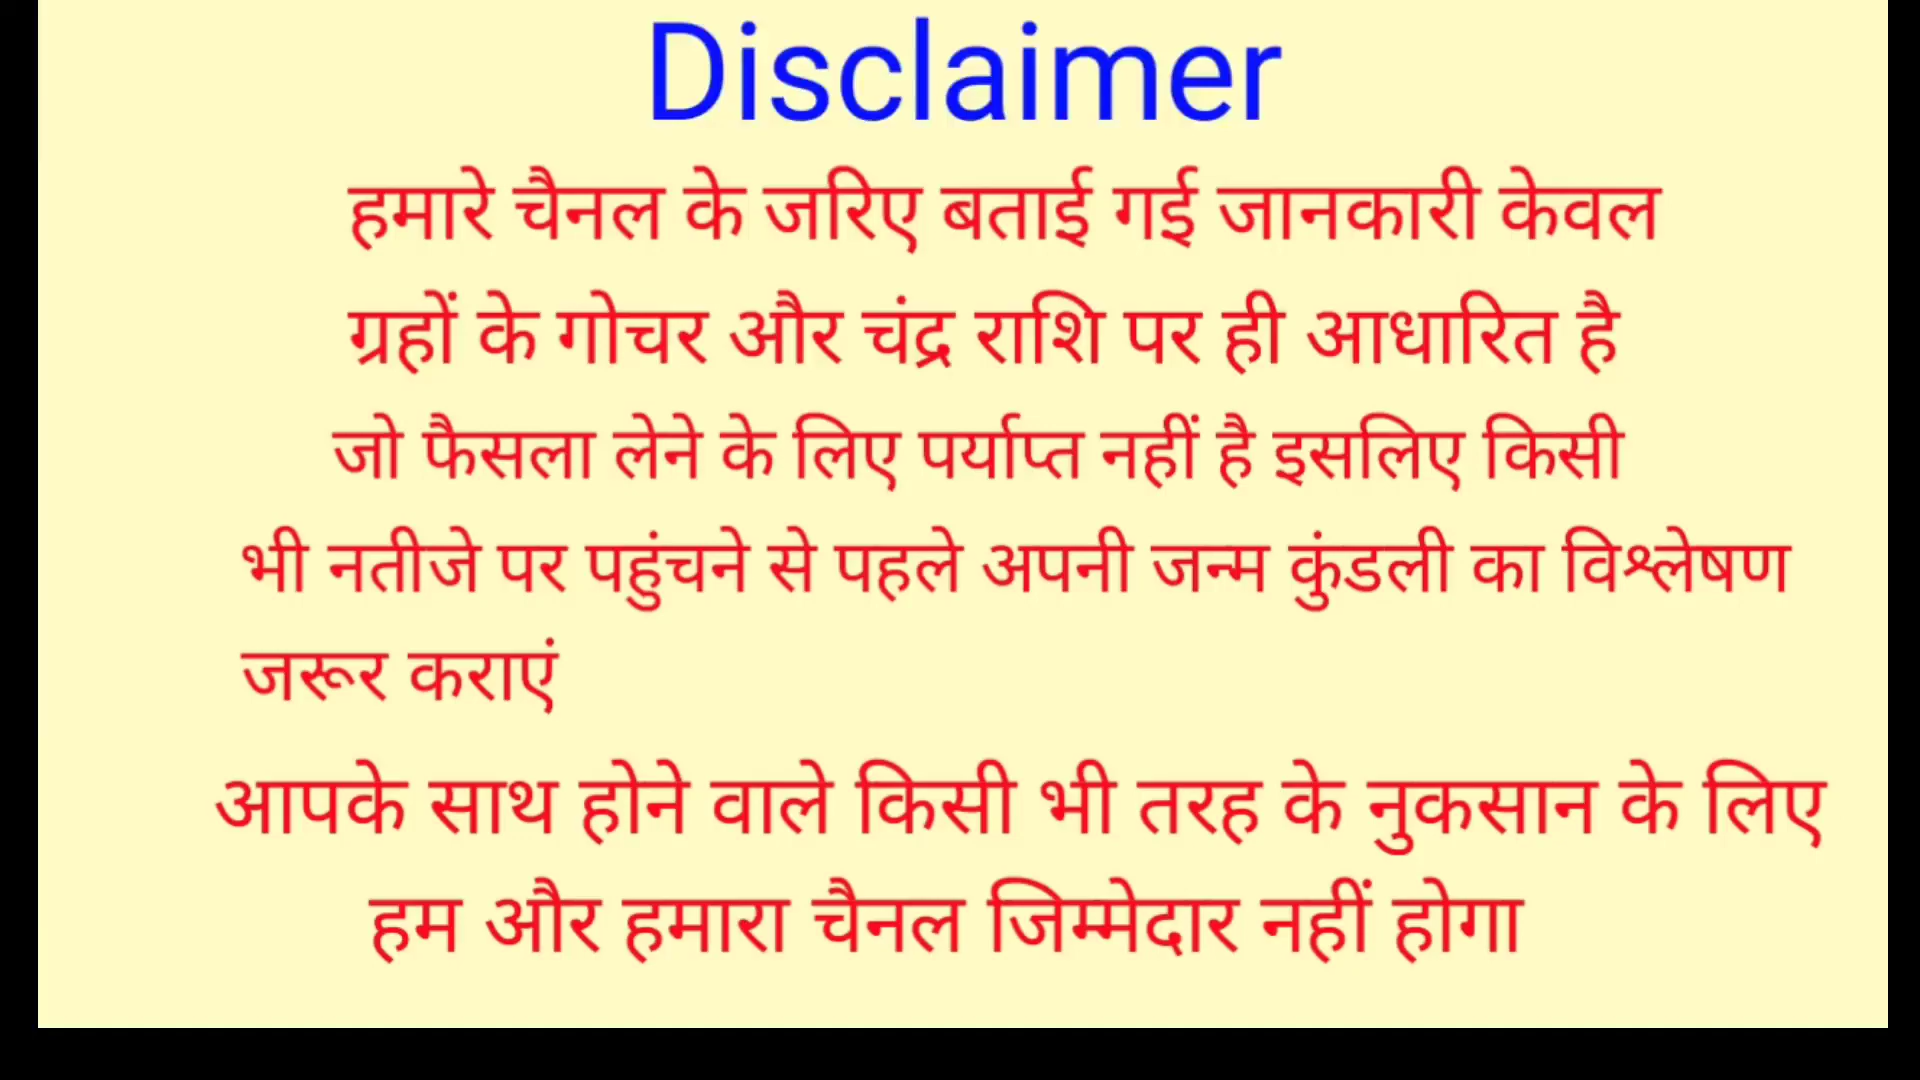 Disclaimer
हमारे चैनल के जरिए बताई गई जानकारी केवल
ग्रहों के गोचर और चंद्र राशि पर ही आधारित है
जो फैसला लेने के लिए पर्याप्त नहीं है इसलिए किसी
भी नतीजे पर पहुंचने से पहले अपनी जन्म कुंडली का विश्लेषण
जरूर कराएं
आपके साथ होने वाले किसी भी तरह के नुकसान के लिए
हम और हमारा चैनल जिम्मेदार नहीं होगा